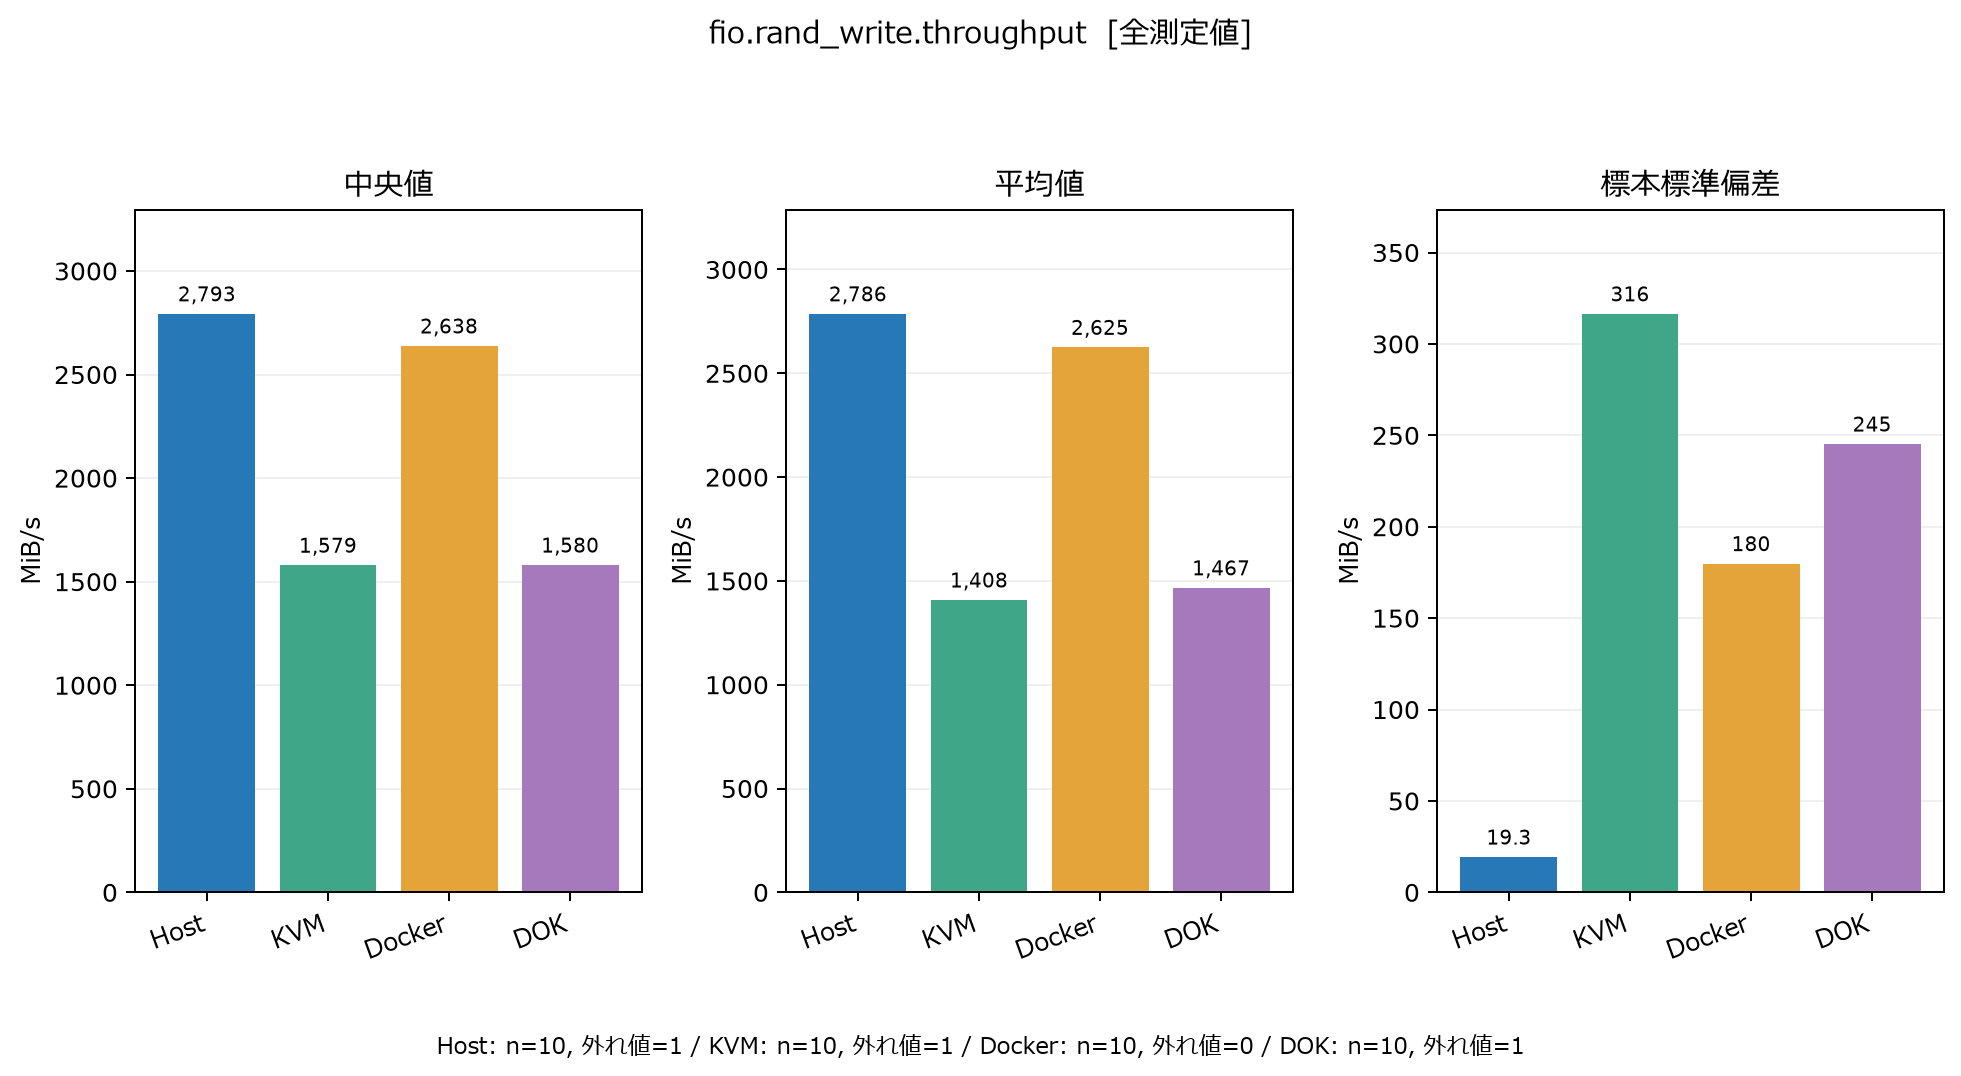 fio.rand_write.throughput [全測定値]
中央値
MiB/s
3000
2500
2000
1500
1000
500
0
2,793
1,579
2,638
1,580
Host
KVM
Docker
DOK
平均値
MiB/s
3000
2500
2000
1500
1000
500
0
2,786
1,408
2,625
1,467
Host
KVM
Docker
DOK
標本標準偏差
MiB/s
350
300
250
200
150
100
50
0
19.3
316
180
245
Host
KVM
Docker
DOK
Host: n=10, 外れ値=1 / KVM: n=10, 外れ値=1 / Docker: n=10, 外れ値=0 / DOK: n=10, 外れ値=1